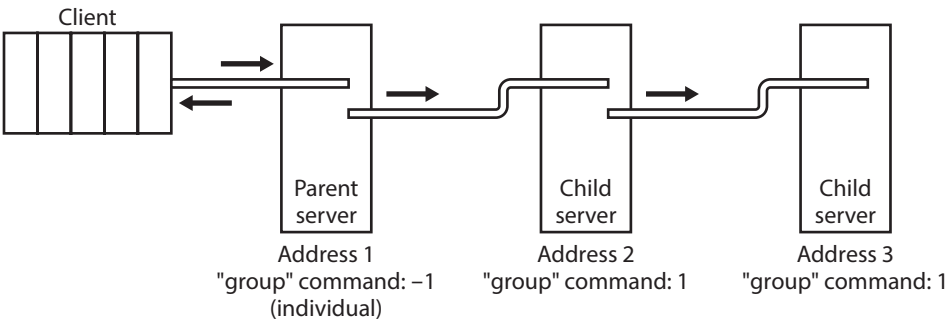 Client
Parent
server
Child
server
Child
server
Address 1
"group" command: –1
(individual)
Address 2
"group" command: 1
Address 3
"group" command: 1